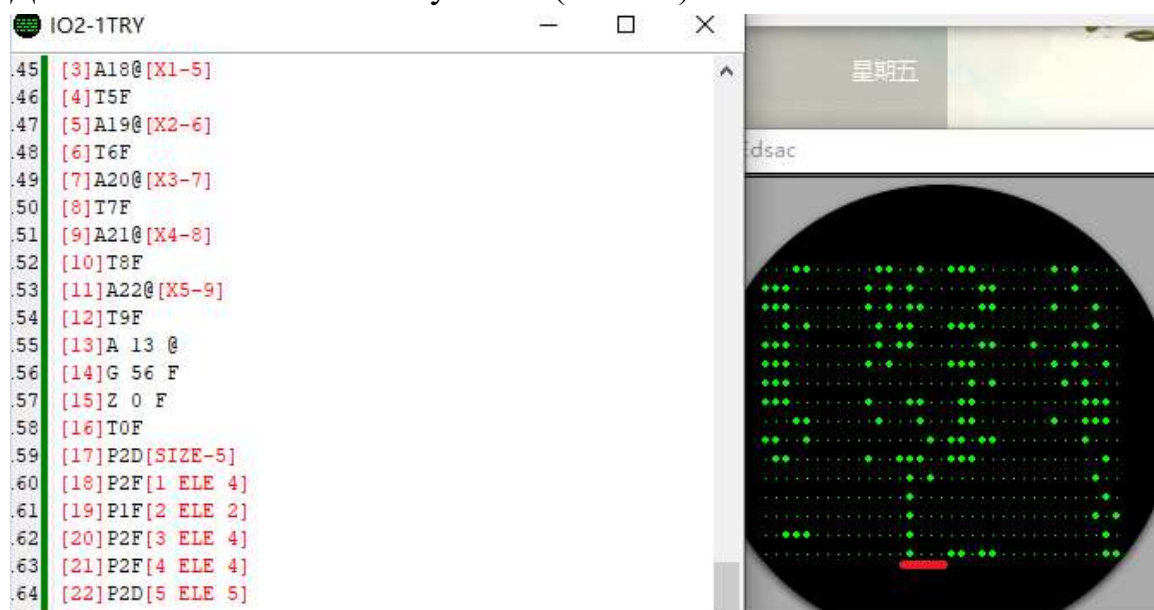 IO2-1TRY
星期五
45 [3]A18@[X1-5]
46 [4]T5F
47 [5]A19@[X2-6]
Edsac
48 [6]T6F
49 [7]A20@[X3-7]
50 [8]T7F
51 [9]A21@[X4-8]
52 [10]T8F
53 [11]A22@[X5-9]
54 [12]T9F
55 [13]A 13 @
56 [14]G 56 F
57 [15]Z 0 F
58 [16]T0F
59 [17]P2D[SIZE-5]
60 [18]P2F[1 ELE 4]
61 [19]P1F[2 ELE 2]
62 [20]P2F[3 ELE 4]
63 [21]P2F[4 ELE 4]
64 [22]P2D[5 ELE 5]